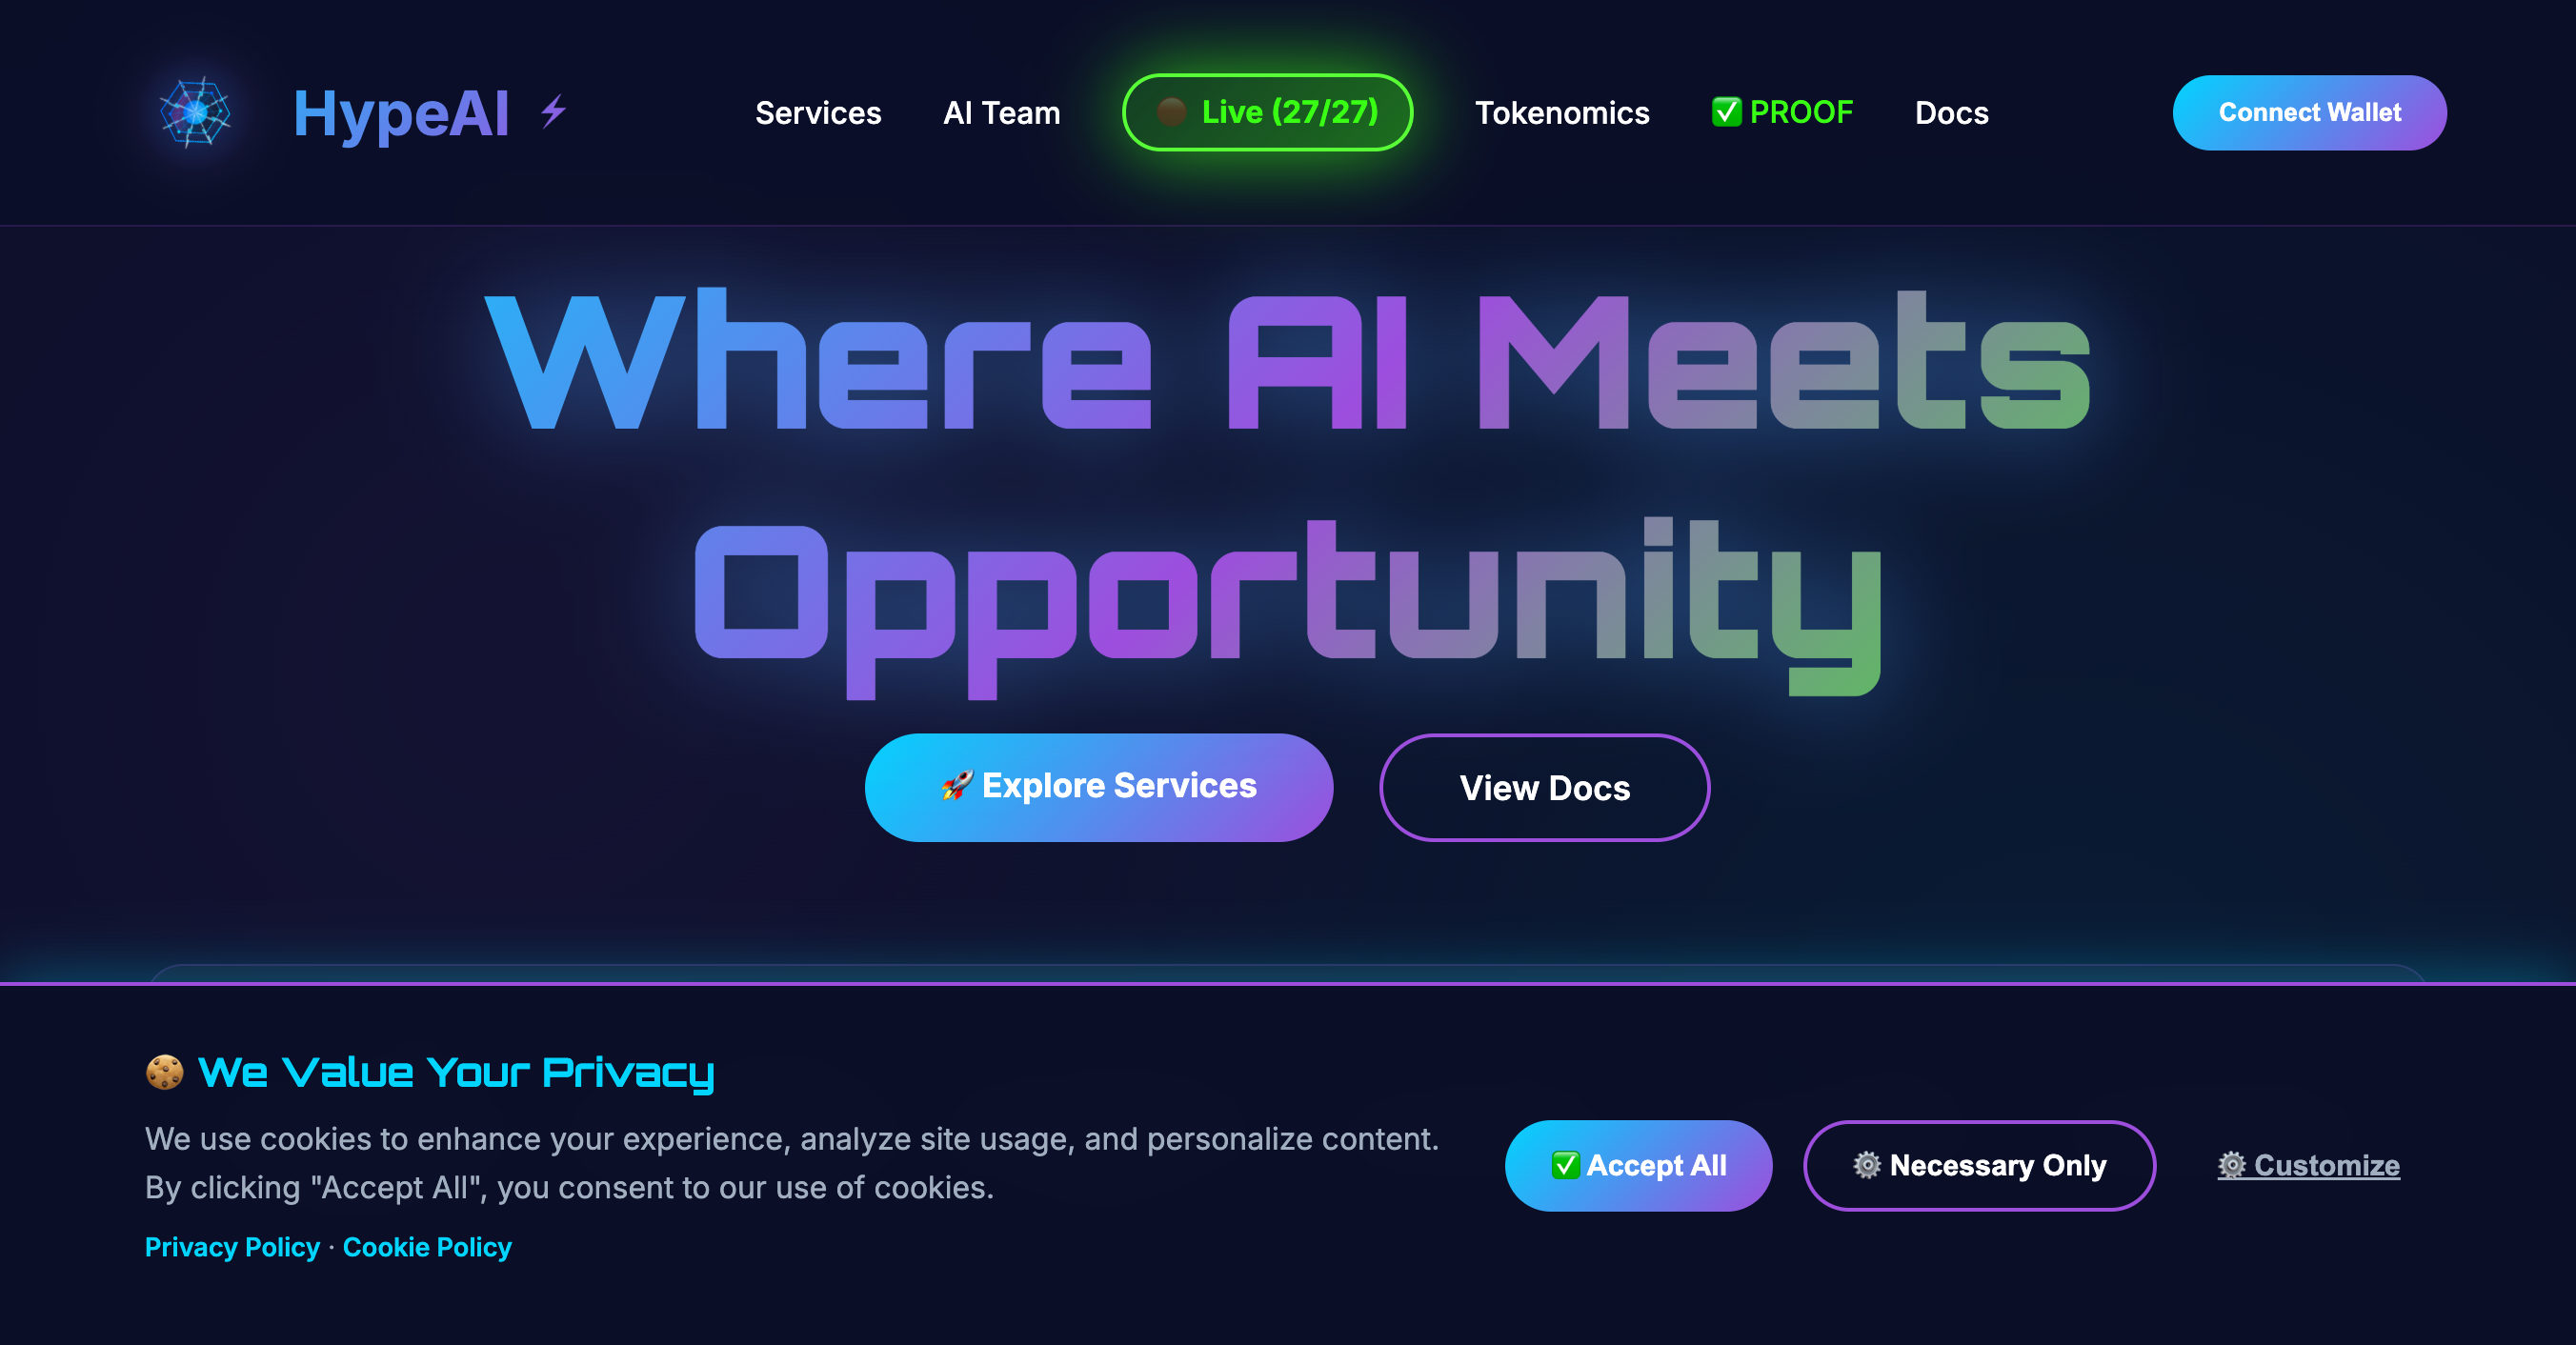 HypeAI ⚡
Services
AI Team
Live (27/27)
Tokenomics
✅ PROOF
Docs
Connect Wallet
Where AI Meets
Opportunity
🚀 Explore Services
View Docs
🍪 We Value Your Privacy
We use cookies to enhance your experience, analyze site usage, and personalize content.
By clicking "Accept All", you consent to our use of cookies.
Privacy Policy · Cookie Policy
✅ Accept All
⚙️ Necessary Only
⚙️ Customize